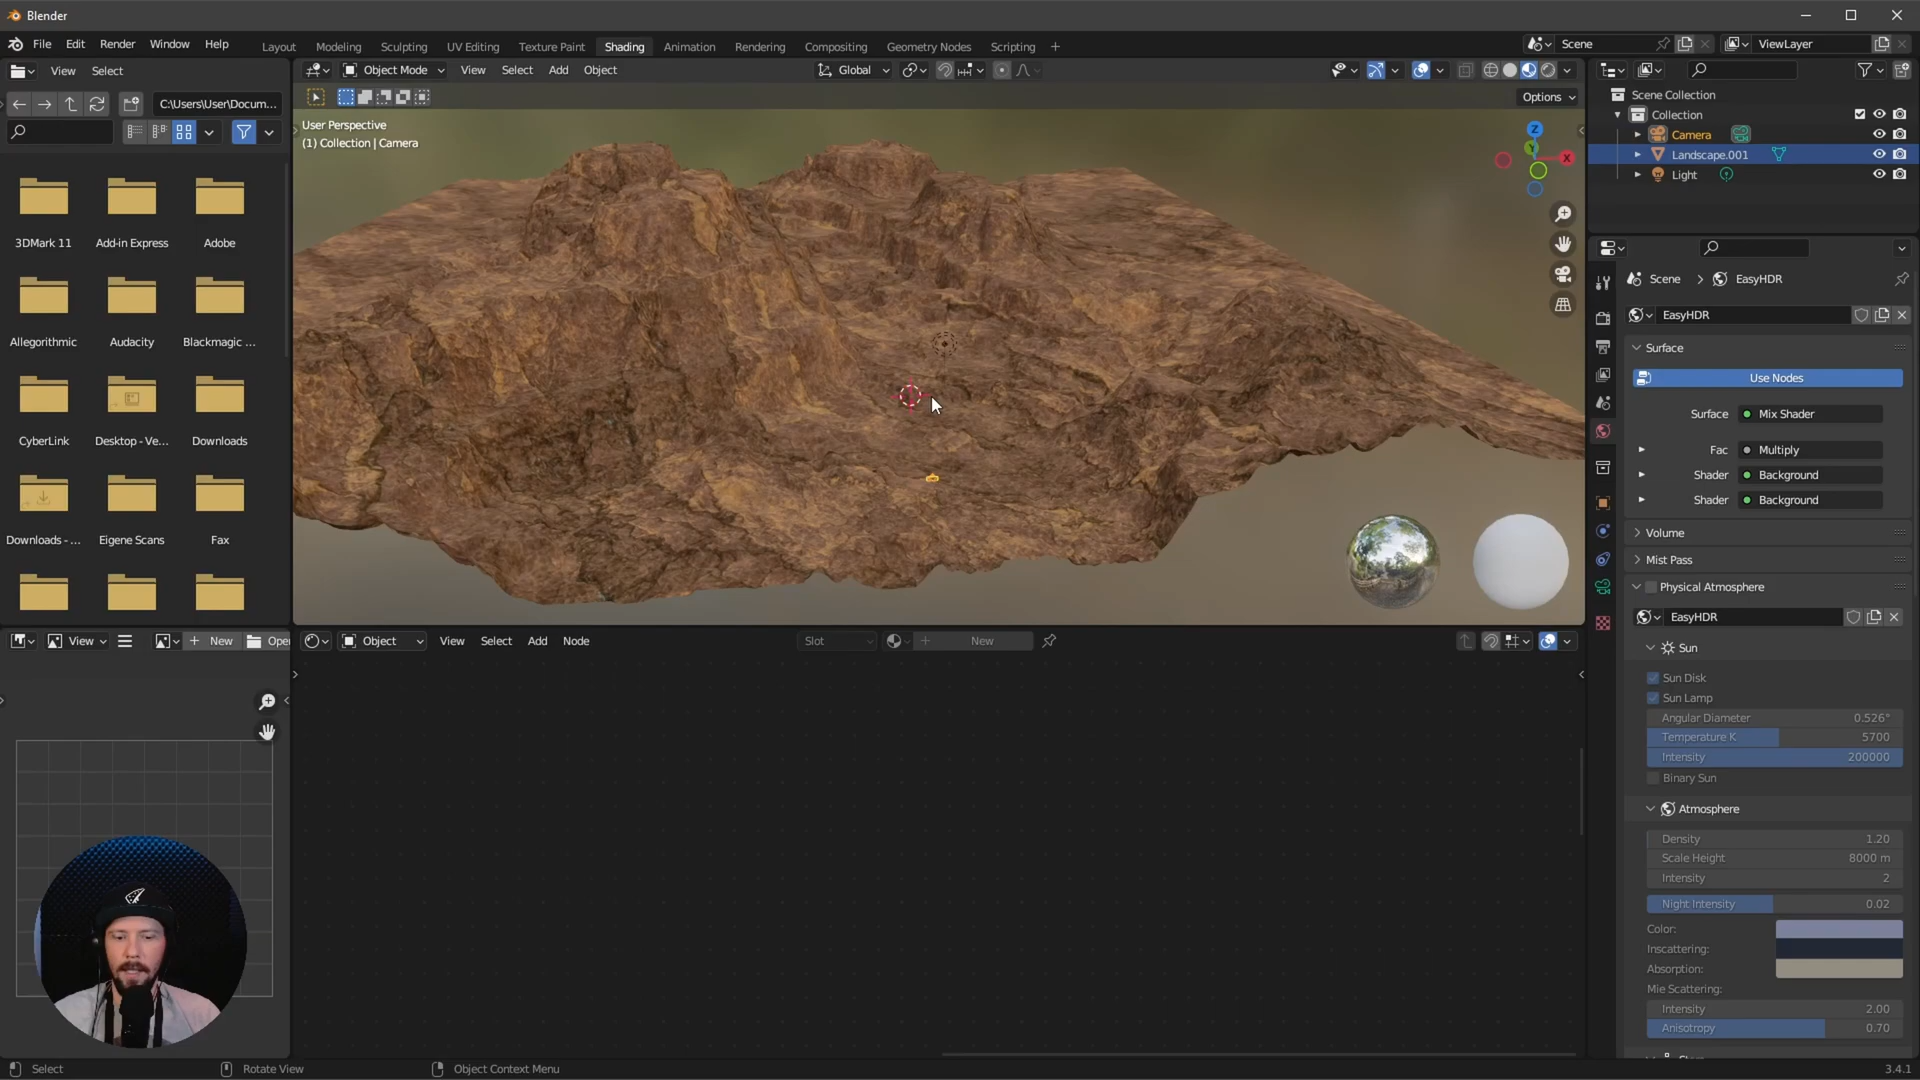 Blender
File Edit Render Window Help
Layout Modeling Sculpting UV Editing Texture Paint Shading Animation Rendering Compositing Geometry Nodes Scripting +
Scene
ViewLayer
View Select
Object Mode View Select Add Object
Global
C:\Users\User\Docum...
Options
User Perspective
(1) Collection | Camera
Z
Y
X
3DMark 11
Add-in Express
Adobe
Allegorithmic
Audacity
Blackmagic ...
CyberLink
Desktop - Ve...
Downloads
Downloads - ...
Eigene Scans
Fax
Scene Collection
Collection
Camera
Landscape.001
Light
Scene > EasyHDR
EasyHDR
Surface
Use Nodes
Surface Mix Shader
Fac Multiply
Shader Background
Shader Background
Volume
Mist Pass
Physical Atmosphere
EasyHDR
Sun
Sun Disk
Sun Lamp
Angular Diameter 0.526°
Temperature K 5700
Intensity 200000
Binary Sun
Atmosphere
Density 1.20
Scale Height 8000 m
Intensity 2
Night Intensity 0.02
Color:
Inscattering:
Absorption:
Mie Scattering:
Intensity 2.00
Anisotropy 0.70
View
+ New
Ope
Object View Select Add Node
Slot
+ New
Select
Rotate View
Object Context Menu
3.4.1